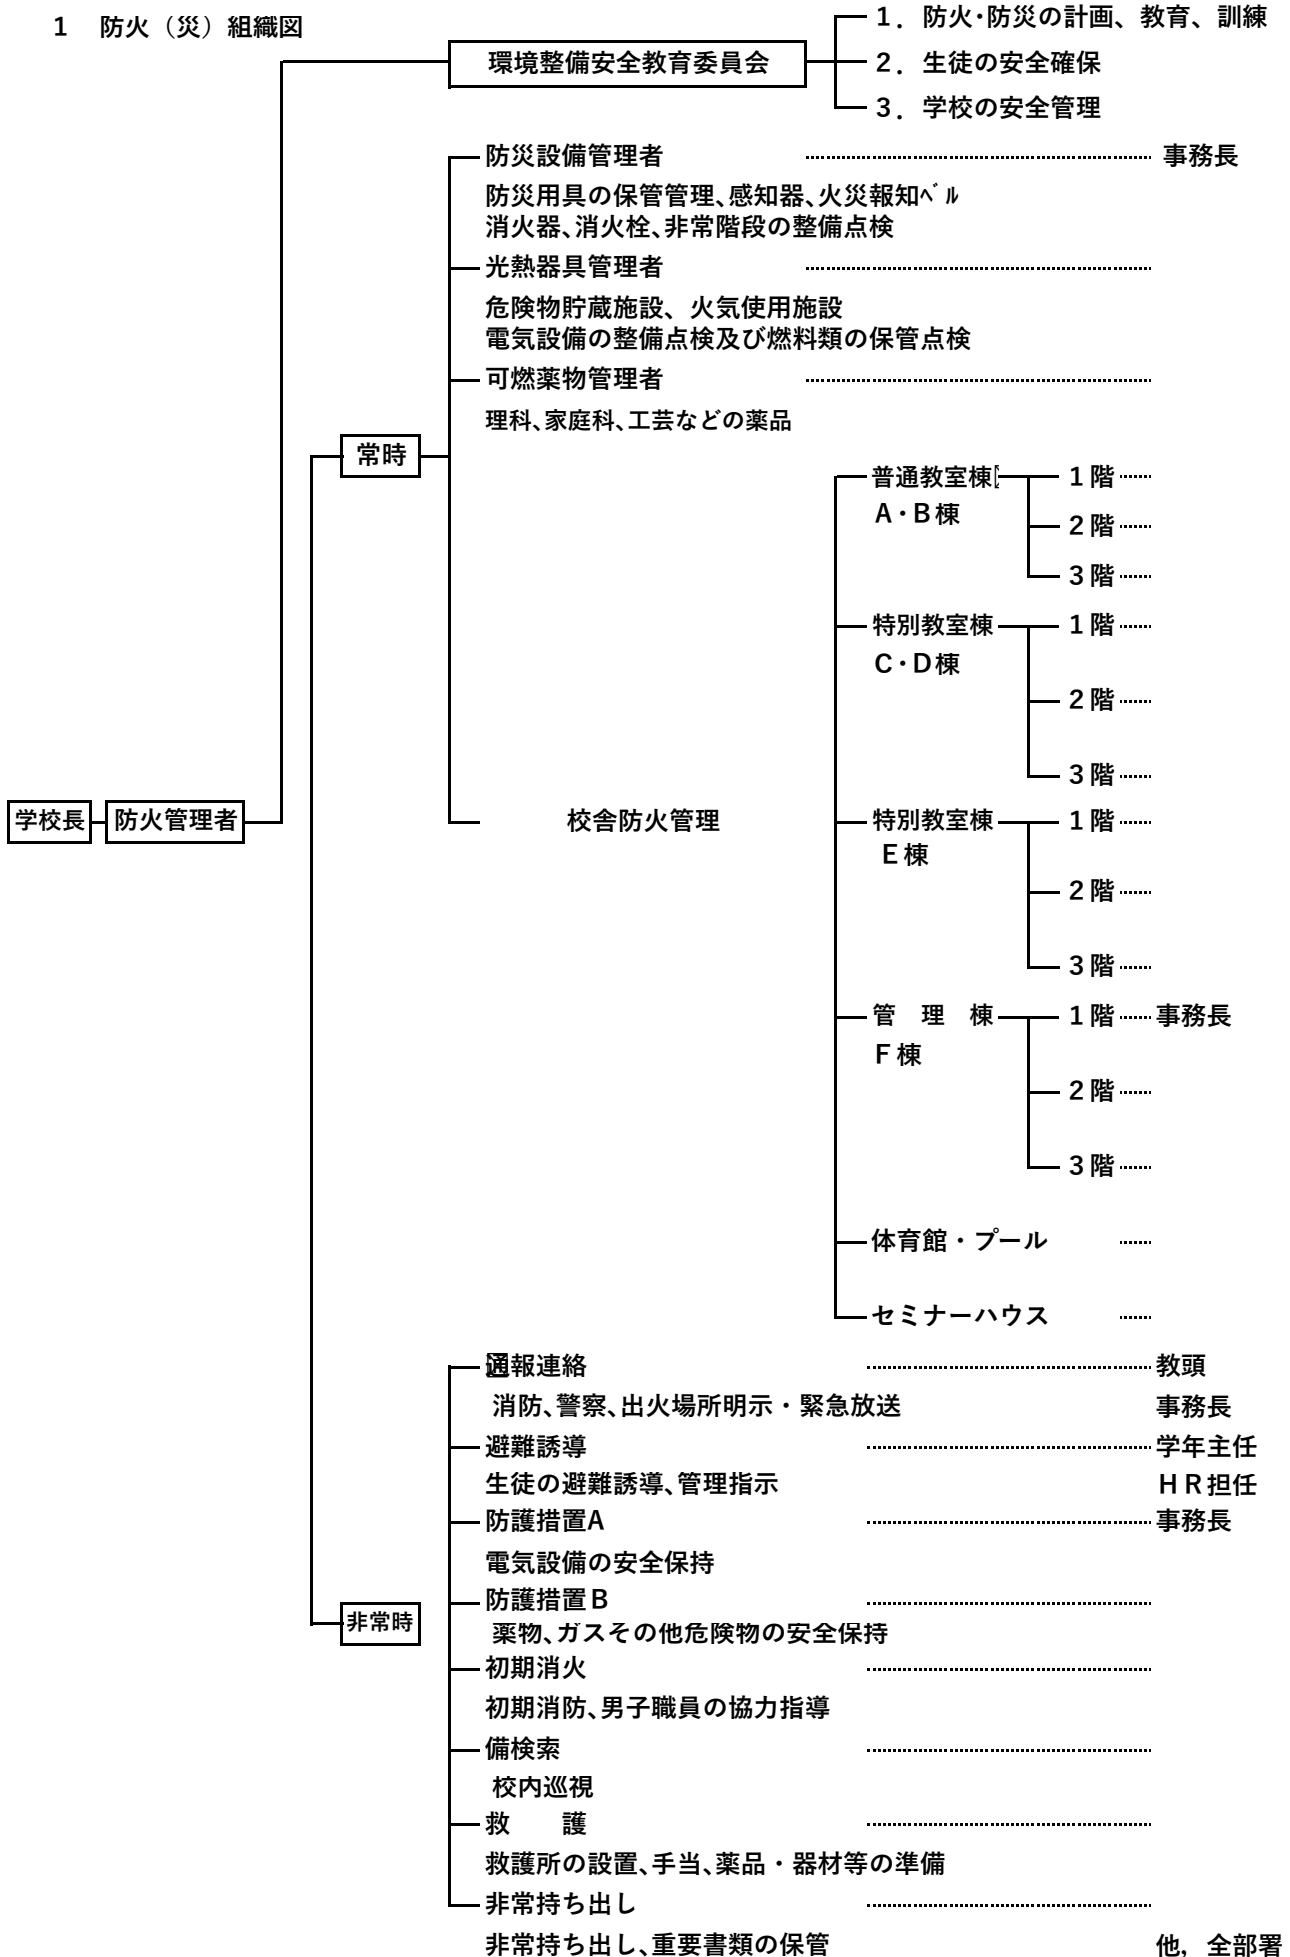 1　防火（災）組織図
環境整備安全教育委員会
１．防火･防災の計画、教育、訓練
２．生徒の安全確保
３．学校の安全管理
防災設備管理者　事務長
防災用具の保管管理､感知器､火災報知ﾍﾞﾙ
消火器､消火栓､非常階段の整備点検
光熱器具管理者
危険物貯蔵施設、火気使用施設
電気設備の整備点検及び燃料類の保管点検
可燃薬物管理者
理科､家庭科､工芸などの薬品
常時
普通教室棟　１階
Ａ･Ｂ棟
２階
３階
特別教室棟　１階
Ｃ･Ｄ棟
２階
３階
学校長　防火管理者　校舎防火管理
特別教室棟　１階
Ｅ棟
２階
３階
管　理　棟　１階　事務長
Ｆ棟
２階
３階
体育館・プール
セミナーハウス
通報連絡　教頭
消防､警察､出火場所明示・緊急放送　事務長
避難誘導　学年主任
生徒の避難誘導､管理指示　ＨＲ担任
防護措置A　事務長
電気設備の安全保持
防護措置Ｂ
非常時
薬物､ガスその他危険物の安全保持
初期消火
初期消防､男子職員の協力指導
備検索
校内巡視
救　　護
救護所の設置､手当､薬品・器材等の準備
非常持ち出し
非常持ち出し､重要書類の保管　他，全部署